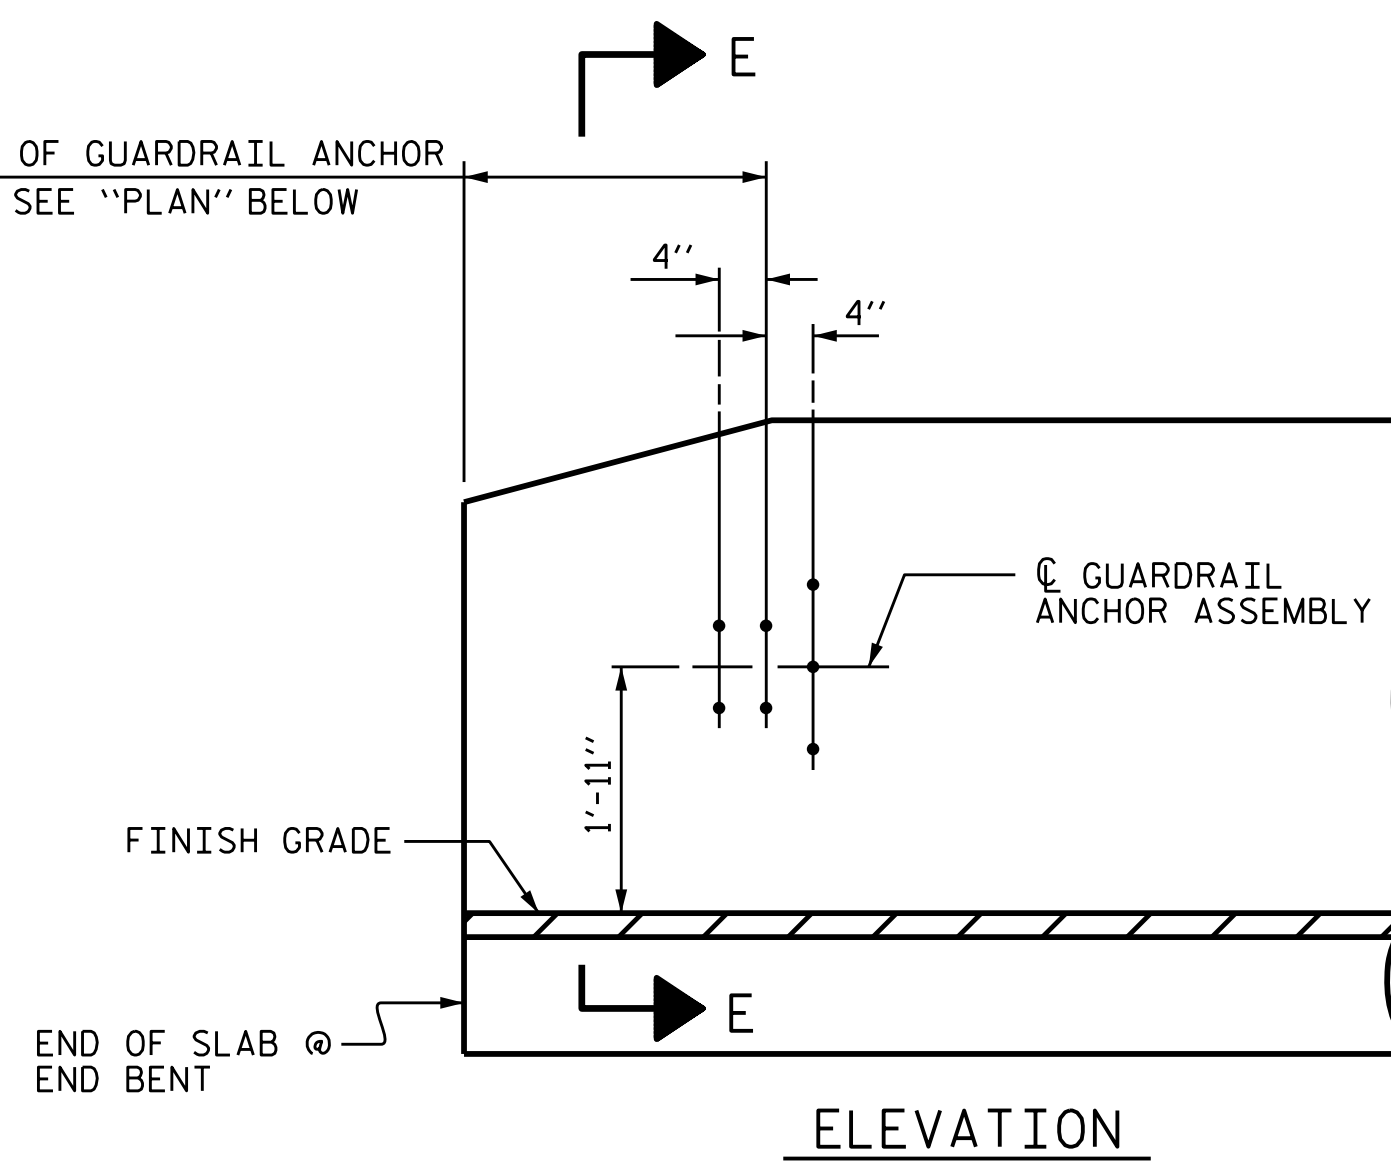 E
OF GUARDRAIL ANCHOR
SEE "PLAN" BELOW
4"
4"
℄ GUARDRAIL
ANCHOR ASSEMBLY
1'-11"
FINISH GRADE
E
END OF SLAB @
END BENT
ELEVATION